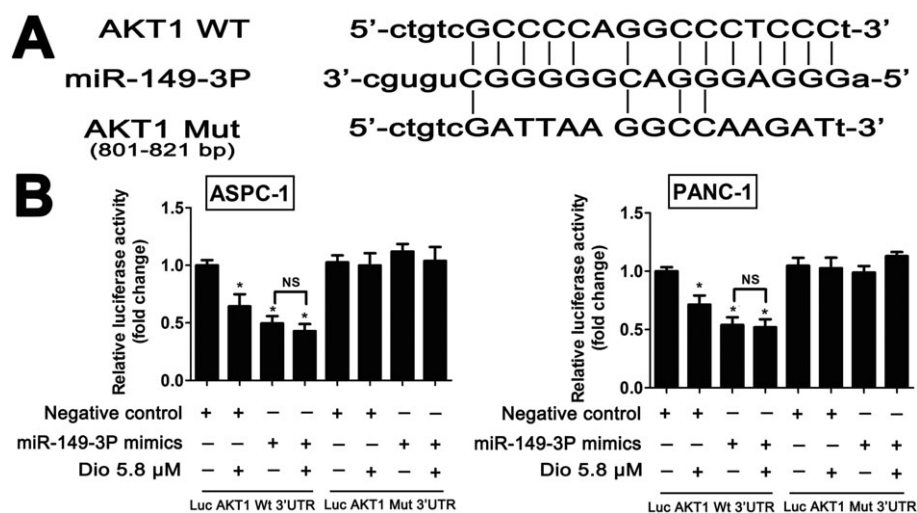 A
AKT1 WT 5'-ctgtcGCCCCCAGGCCCTCCCt-3'
miR-149-3P 3'-cguguCGGGGGGCAGGGAGGGa-5'
AKT1 Mut 5'-ctgtcGATTAA GGCCAAGATt-3'
(801-821 bp)
B
ASPC-1
Relative luciferase activity
(fold change)
1.5
1.0
0.5
0.0
* * NS *
Negative control + + − − + + − −
miR-149-3P mimics − − + + − − + +
Dio 5.8 μM − + − + − + − +
Luc AKT1 Wt 3'UTR Luc AKT1 Mut 3'UTR
PANC-1
Relative luciferase activity
(fold change)
1.5
1.0
0.5
0.0
* * NS *
Negative control + + − − + + − −
miR-149-3P mimics − − + + − − + +
Dio 5.8 μM − + − + − + − +
Luc AKT1 Wt 3'UTR Luc AKT1 Mut 3'UTR